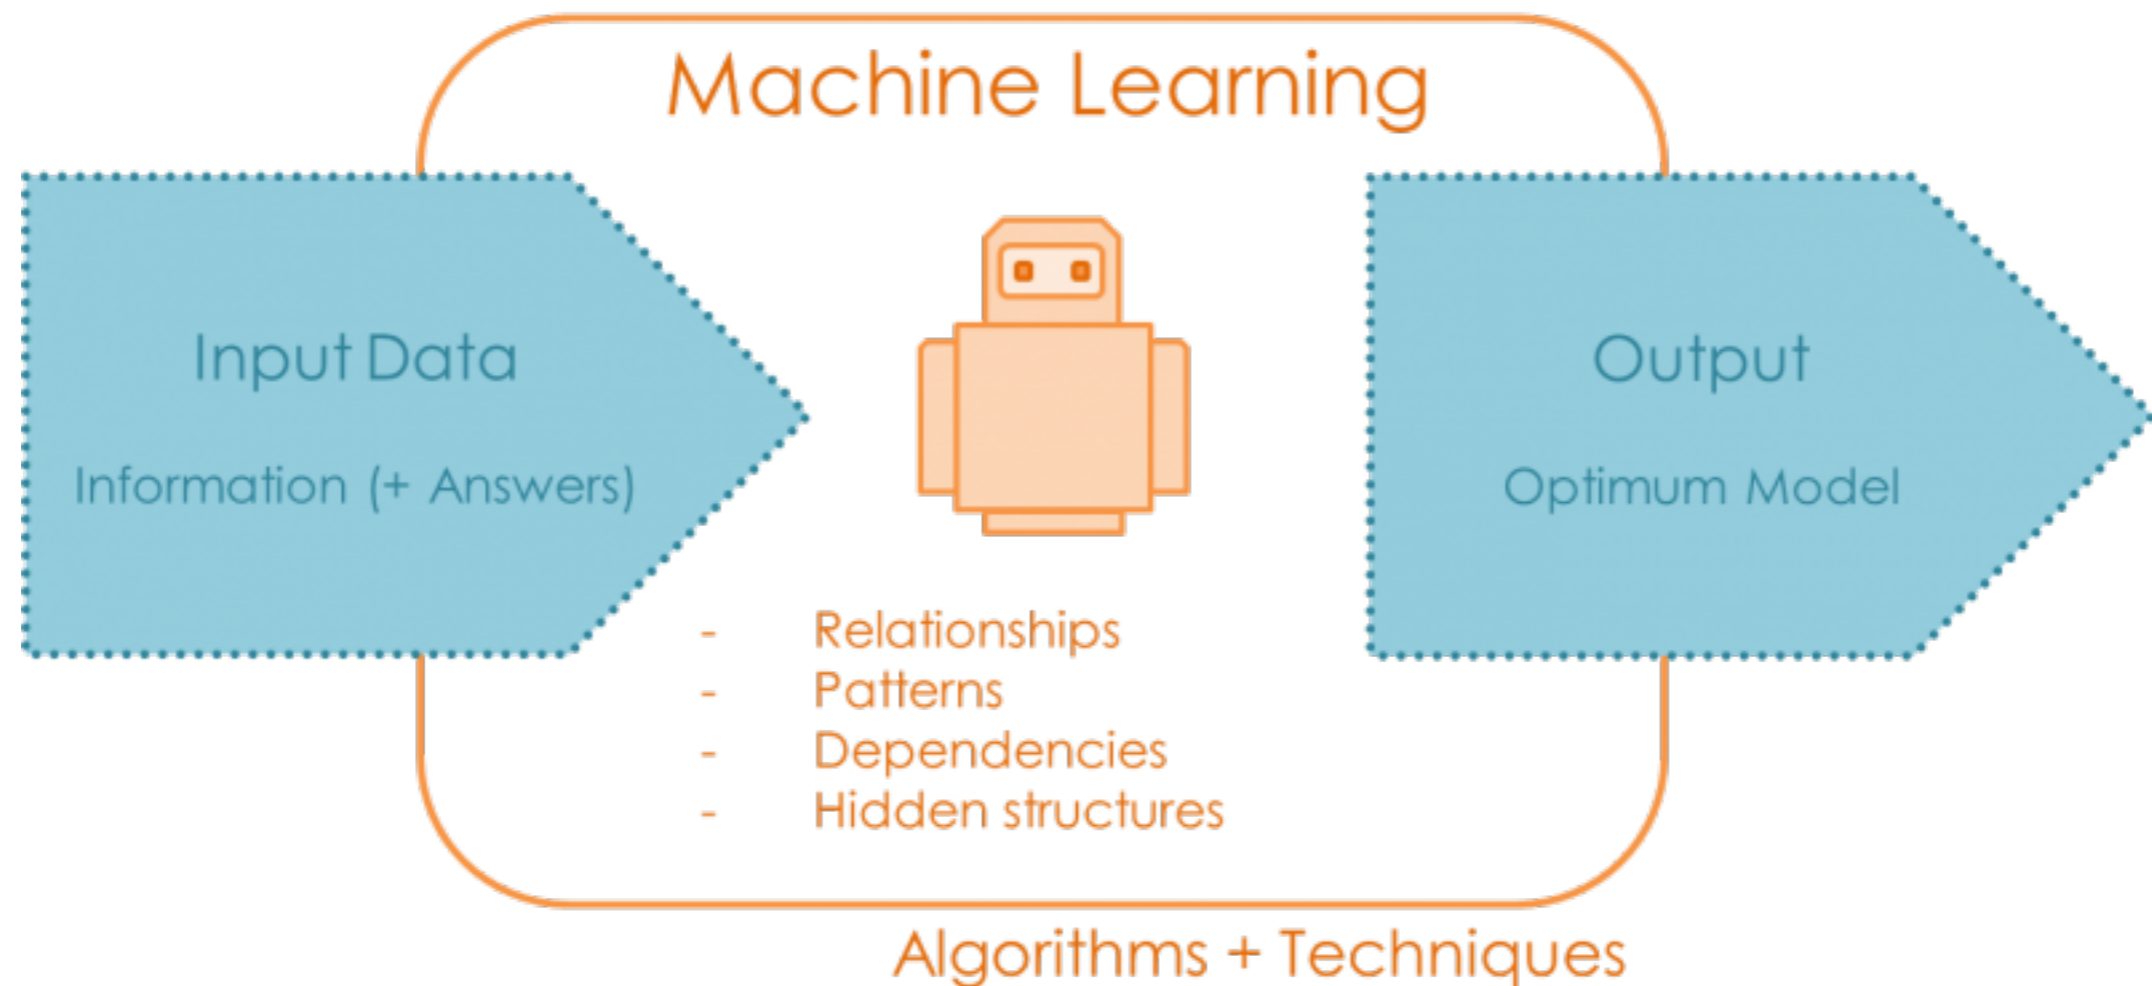 Machine Learning
Input Data
Information (+ Answers)
- Relationships
- Patterns
- Dependencies
- Hidden structures
Output
Optimum Model
Algorithms + Techniques